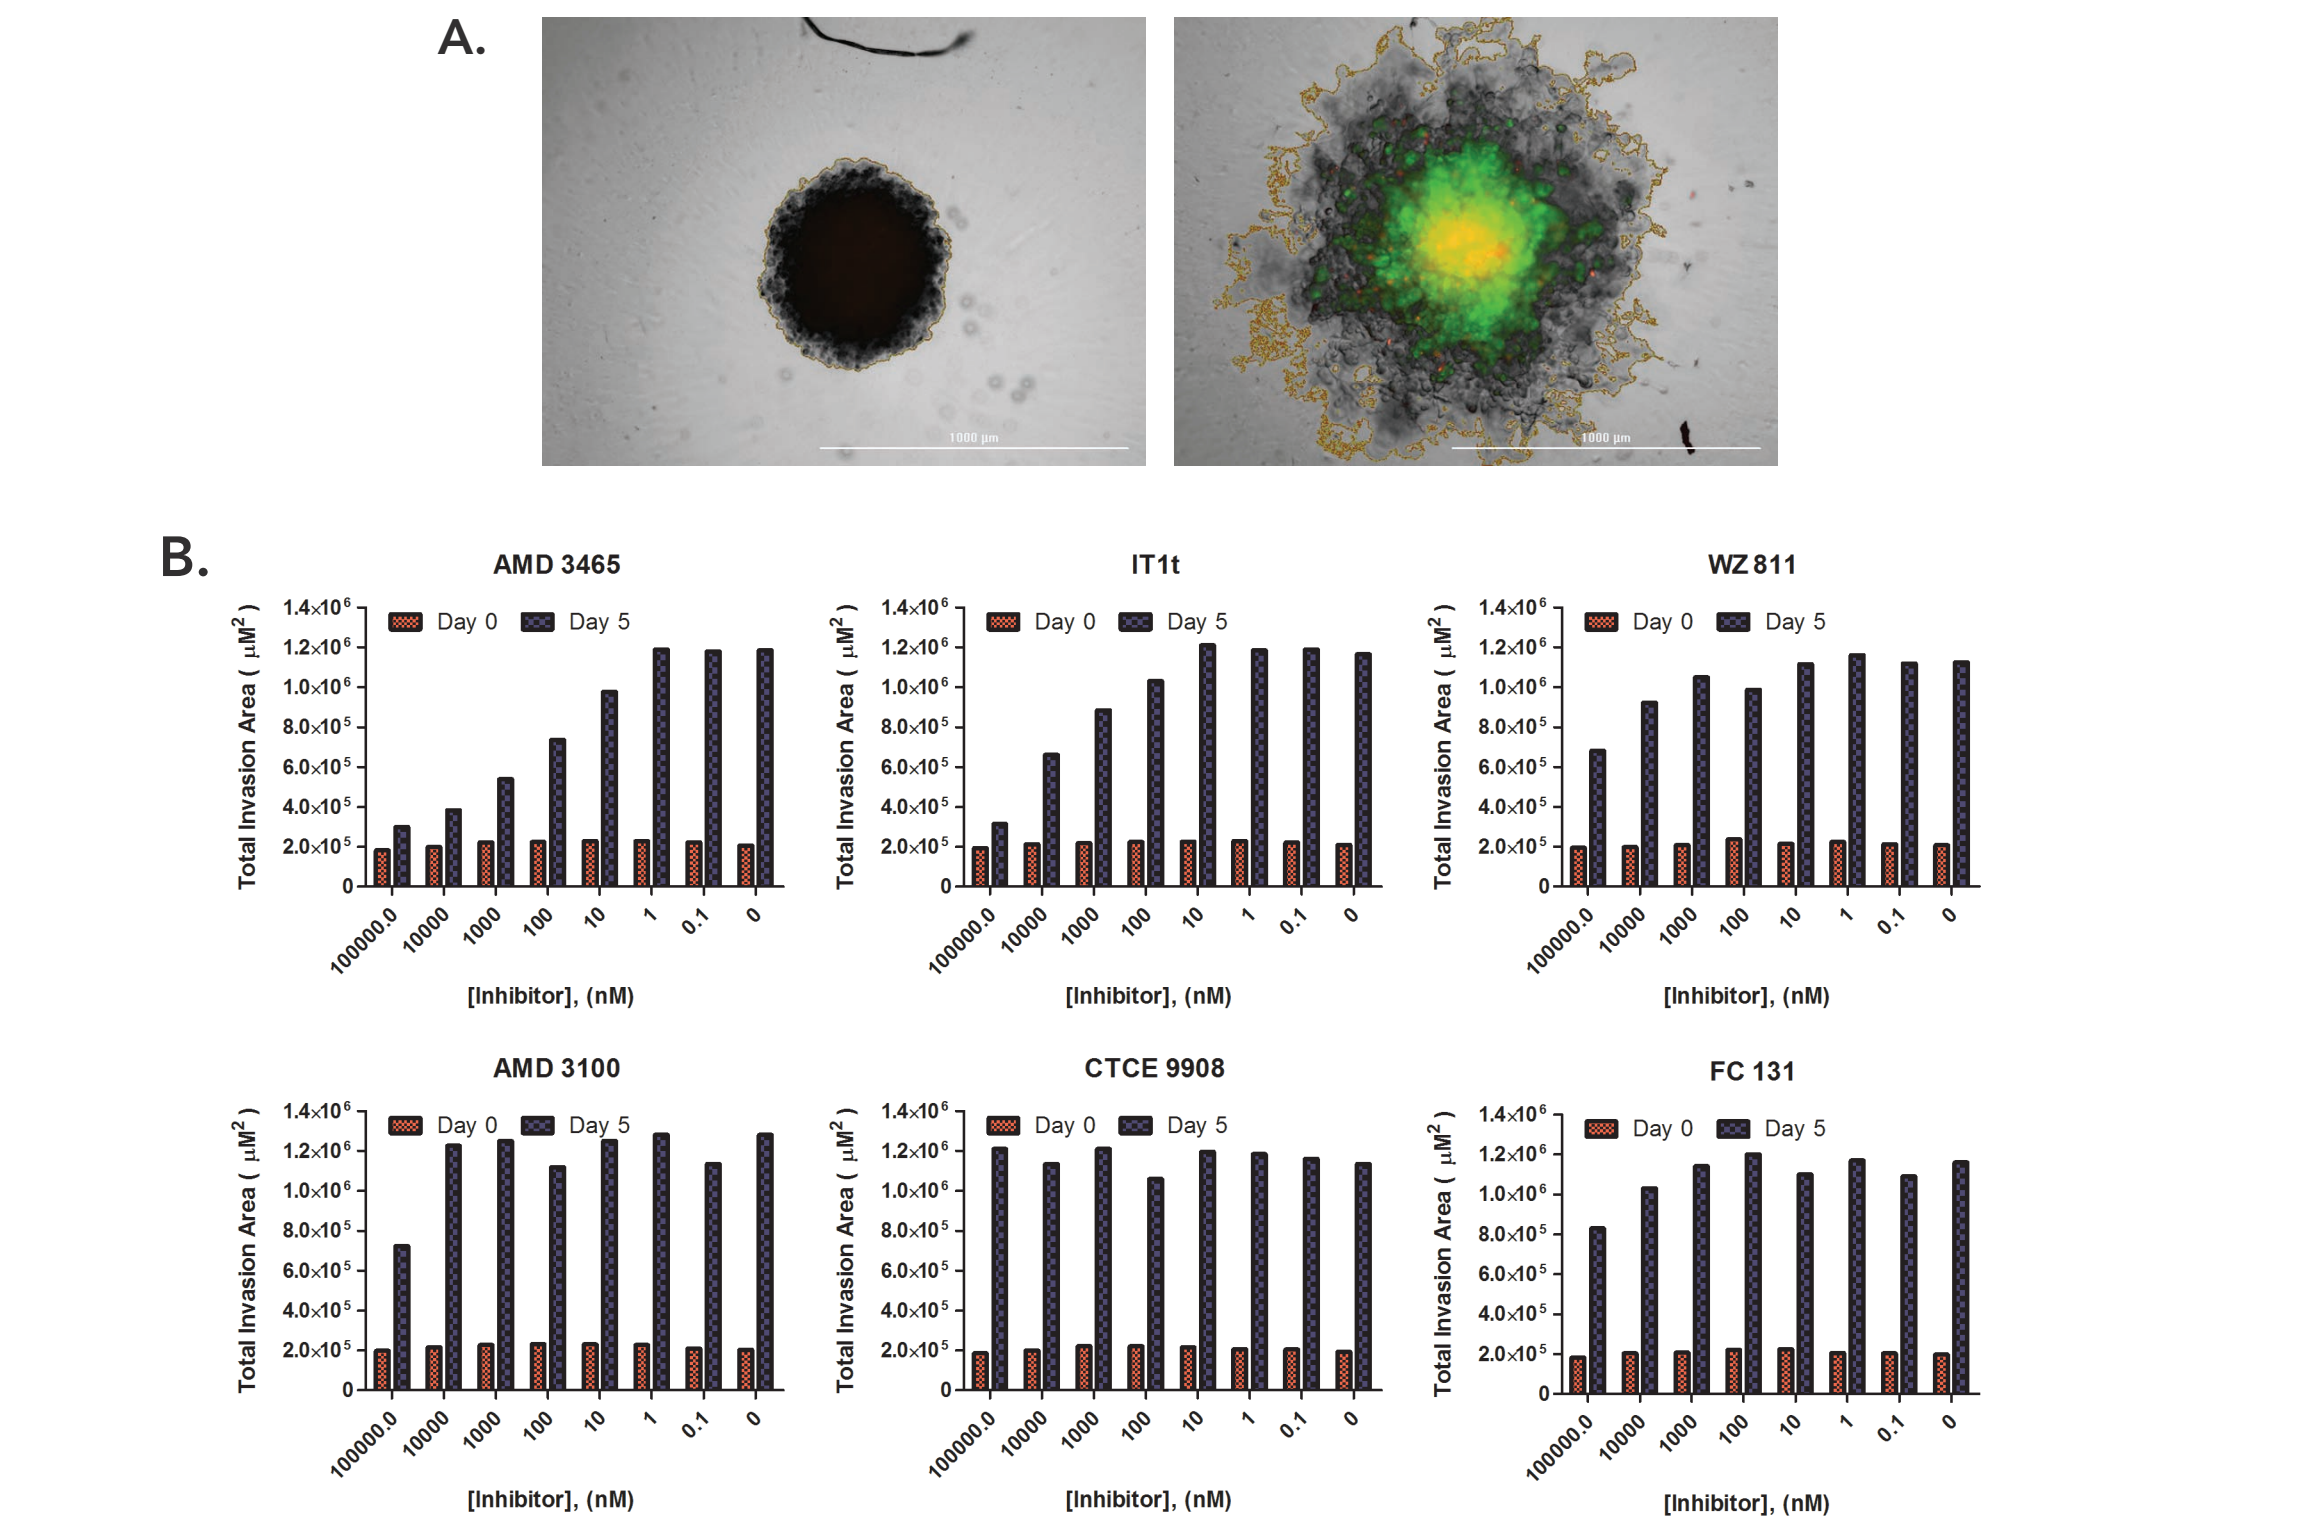 A.
1000 µm
1000 µm
B.
AMD 3465
Total Invasion Area ( µM²)
1.4×10⁶
1.2×10⁶
1.0×10⁶
8.0×10⁵
6.0×10⁵
4.0×10⁵
2.0×10⁵
0
Day 0 Day 5
100000.0 10000 1000 100 10 1 0.1 0
[Inhibitor], (nM)
IT1t
Total Invasion Area ( µM²)
1.4×10⁶
1.2×10⁶
1.0×10⁶
8.0×10⁵
6.0×10⁵
4.0×10⁵
2.0×10⁵
0
Day 0 Day 5
100000.0 10000 1000 100 10 1 0.1 0
[Inhibitor], (nM)
WZ 811
Total Invasion Area ( µM²)
1.4×10⁶
1.2×10⁶
1.0×10⁶
8.0×10⁵
6.0×10⁵
4.0×10⁵
2.0×10⁵
0
Day 0 Day 5
100000.0 10000 1000 100 10 1 0.1 0
[Inhibitor], (nM)
AMD 3100
Total Invasion Area ( µM²)
1.4×10⁶
1.2×10⁶
1.0×10⁶
8.0×10⁵
6.0×10⁵
4.0×10⁵
2.0×10⁵
0
Day 0 Day 5
100000.0 10000 1000 100 10 1 0.1 0
[Inhibitor], (nM)
CTCE 9908
Total Invasion Area ( µM²)
1.4×10⁶
1.2×10⁶
1.0×10⁶
8.0×10⁵
6.0×10⁵
4.0×10⁵
2.0×10⁵
0
Day 0 Day 5
100000.0 10000 1000 100 10 1 0.1 0
[Inhibitor], (nM)
FC 131
Total Invasion Area ( µM²)
1.4×10⁶
1.2×10⁶
1.0×10⁶
8.0×10⁵
6.0×10⁵
4.0×10⁵
2.0×10⁵
0
Day 0 Day 5
100000.0 10000 1000 100 10 1 0.1 0
[Inhibitor], (nM)